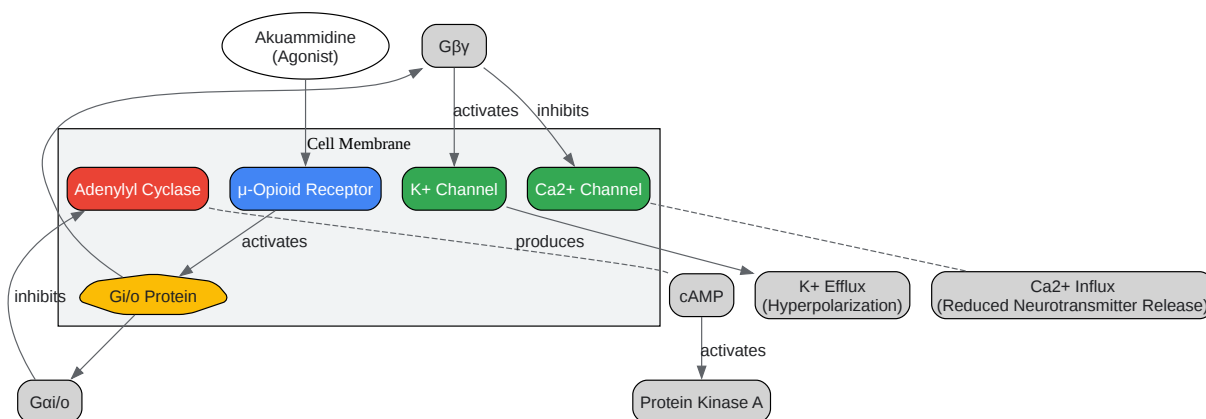 Akuammidine
(Agonist)
Gβγ
activates
inhibits
Cell Membrane
Adenylyl Cyclase
μ-Opioid Receptor
K+ Channel
Ca2+ Channel
activates
produces
inhibits
Gi/o Protein
cAMP
K+ Efflux
(Hyperpolarization)
Ca2+ Influx
(Reduced Neurotransmitter Release)
activates
Gαi/o
Protein Kinase A